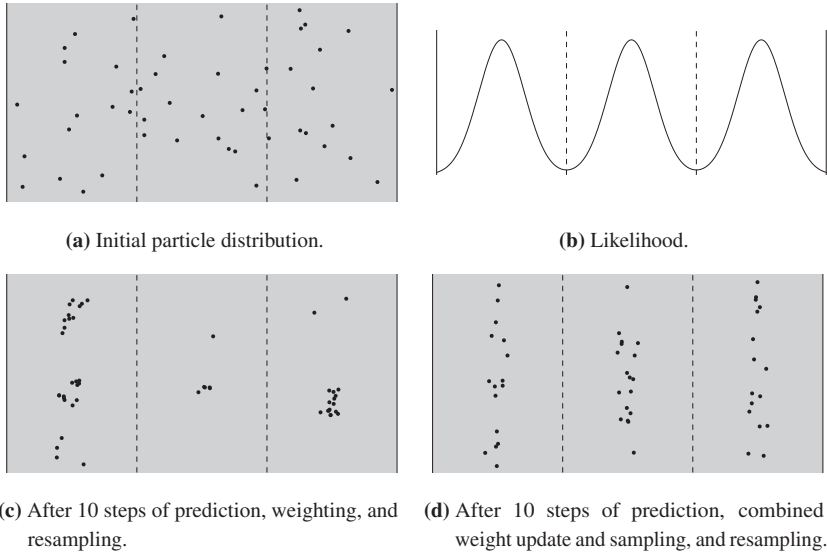 (a) Initial particle distribution.
(b) Likelihood.
(c) After 10 steps of prediction, weighting, and
resampling.
(d) After 10 steps of prediction, combined
weight update and sampling, and resampling.